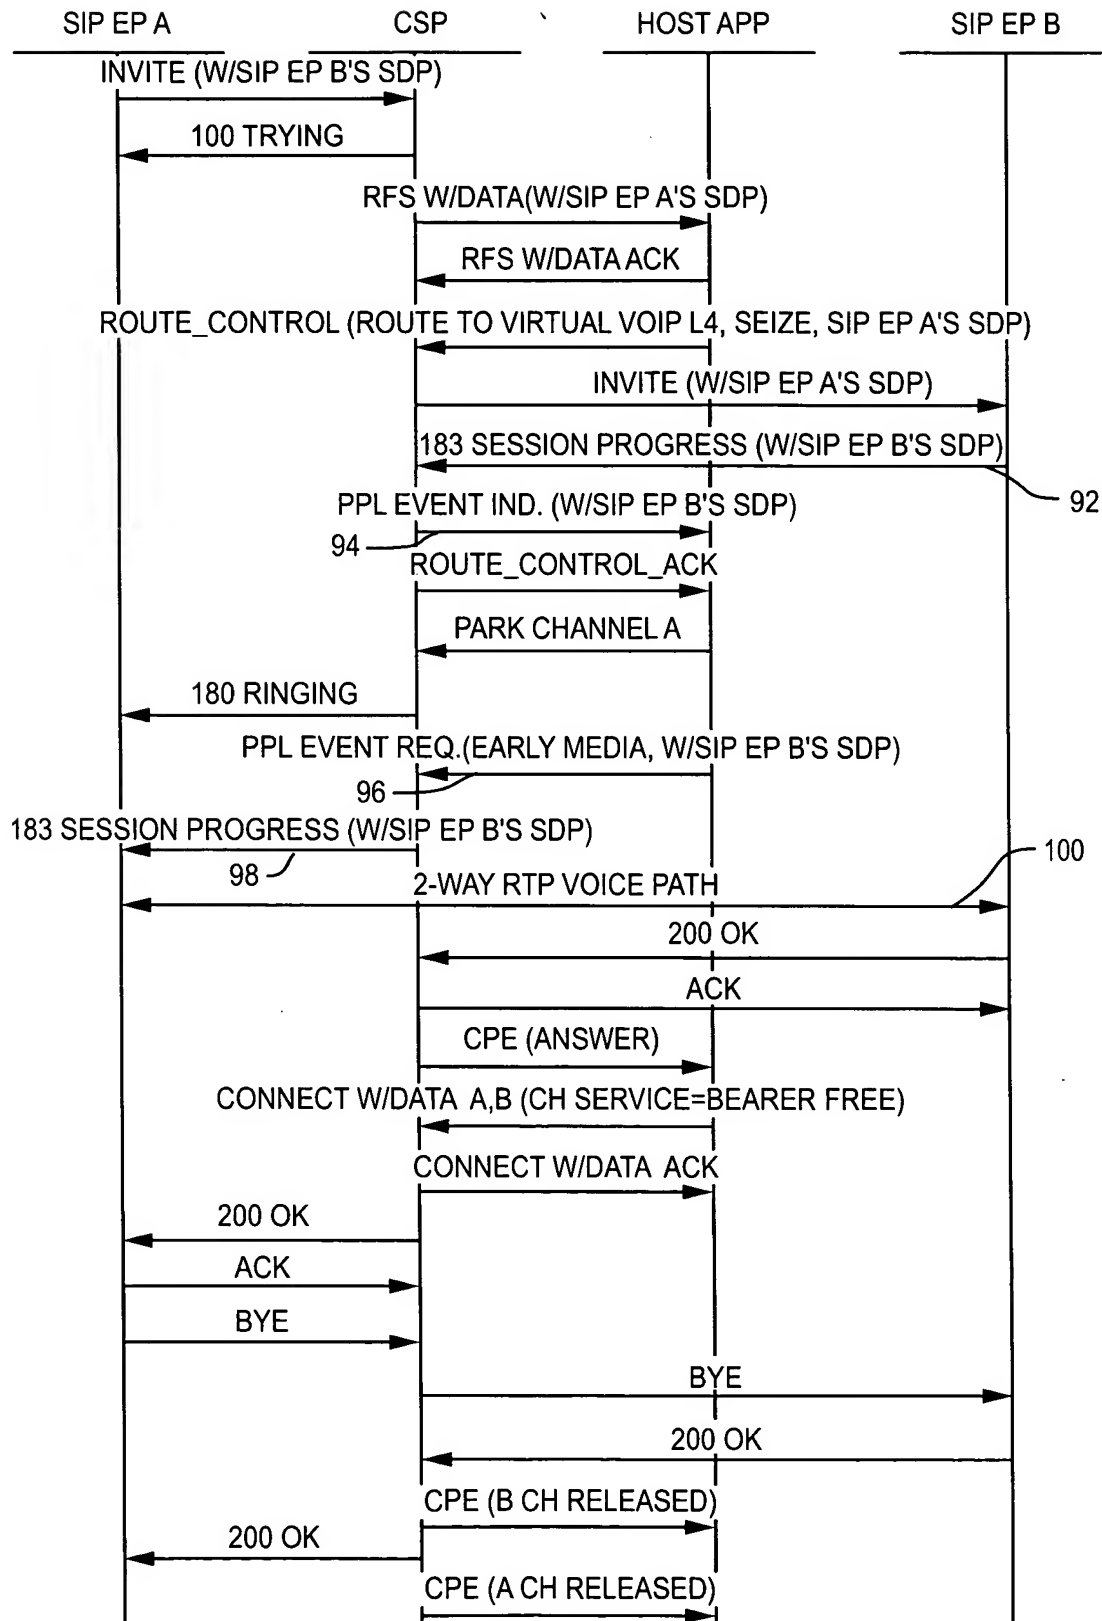 SIP EP A
CSP
HOST APP
SIP EP B
INVITE (W/SIP EP B'S SDP)
100 TRYING
RFS W/DATA(W/SIP EP A'S SDP)
RFS W/DATA ACK
ROUTE_CONTROL (ROUTE TO VIRTUAL VOIP L4, SEIZE, SIP EP A'S SDP)
INVITE (W/SIP EP A'S SDP)
183 SESSION PROGRESS (W/SIP EP B'S SDP)
92
PPL EVENT IND. (W/SIP EP B'S SDP)
94
ROUTE_CONTROL_ACK
PARK CHANNEL A
180 RINGING
PPL EVENT REQ.(EARLY MEDIA, W/SIP EP B'S SDP)
96
183 SESSION PROGRESS (W/SIP EP B'S SDP)
98
100
2-WAY RTP VOICE PATH
200 OK
ACK
CPE (ANSWER)
CONNECT W/DATA A,B (CH SERVICE=BEARER FREE)
CONNECT W/DATA ACK
200 OK
ACK
BYE
BYE
200 OK
CPE (B CH RELEASED)
200 OK
CPE (A CH RELEASED)